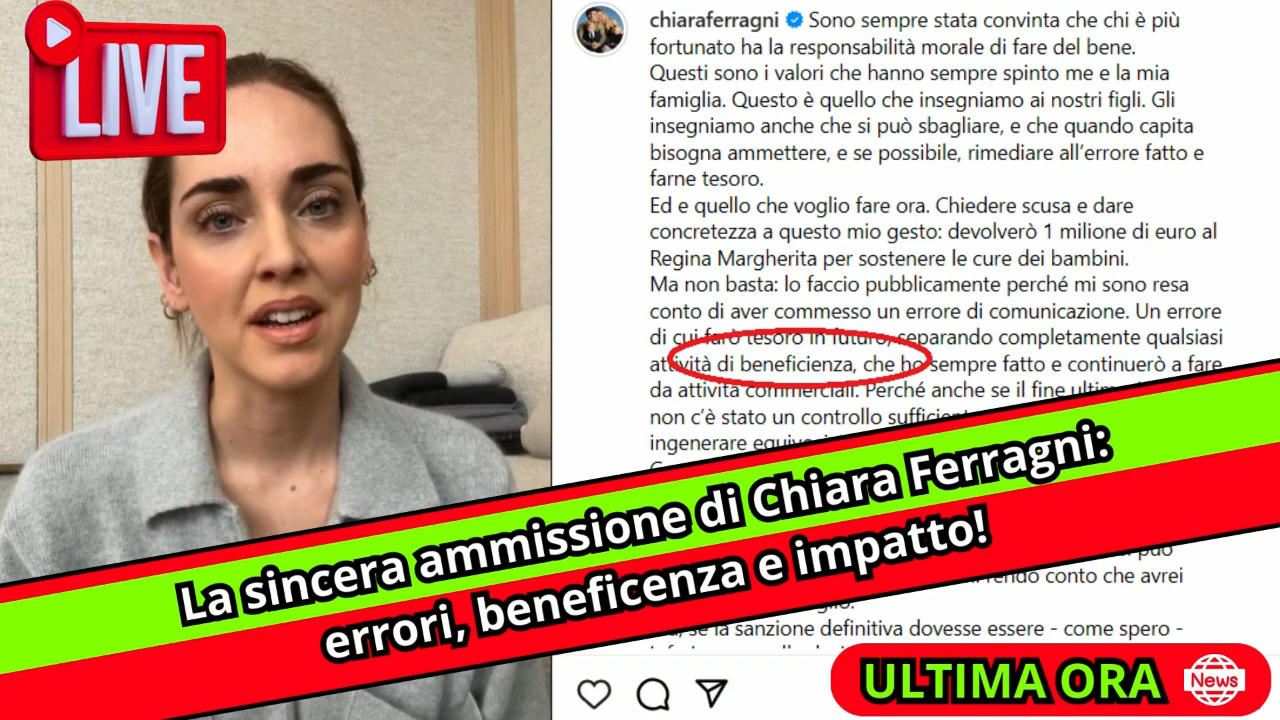 LIVE
chiaraferragni Sono sempre stata convinta che chi è più
fortunato ha la responsabilità morale di fare del bene.
Questi sono i valori che hanno sempre spinto me e la mia
famiglia. Questo è quello che insegniamo ai nostri figli. Gli
insegniamo anche che si può sbagliare, e che quando capita
bisogna ammettere, e se possibile, rimediare all'errore fatto e
farne tesoro.
Ed e quello che voglio fare ora. Chiedere scusa e dare
concretezza a questo mio gesto: devolverò 1 milione di euro al
Regina Margherita per sostenere le cure dei bambini.
Ma non basta: lo faccio pubblicamente perché mi sono resa
conto di aver commesso un errore di comunicazione. Un errore
di cui farò tesoro in futuro, separando completamente qualsiasi
attività di beneficienza, che ho sempre fatto e continuerò a fare
da attività commerciali. Perché anche se il fine
non c'è stato un controllo
ingenerare
La sincera ammissione di Chiara Ferragni:
errori, beneficenza e impatto!
può
rendo conto che avrei
se la sanzione definitiva dovesse essere - come spero -
ULTIMA ORA
News